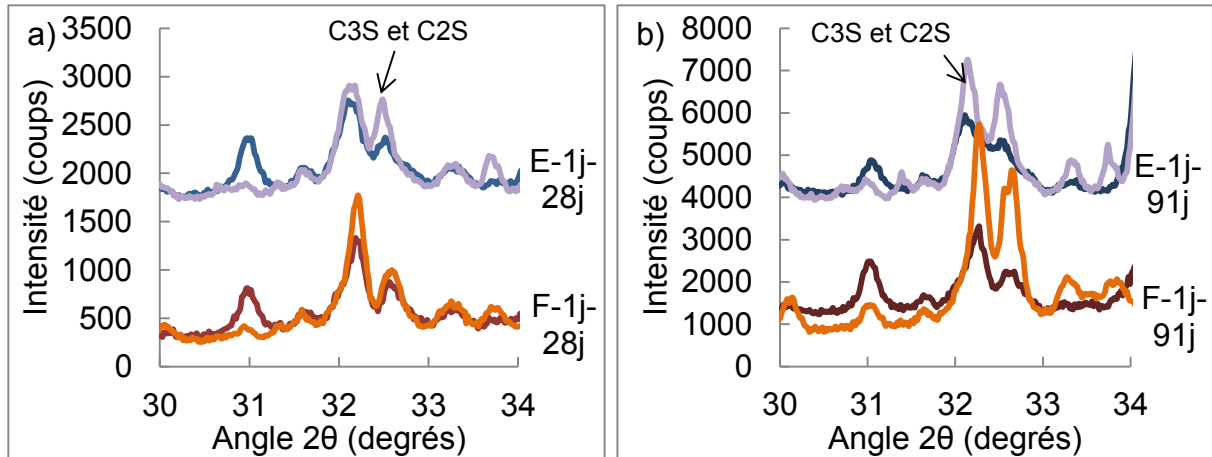 a)
C3S et C2S
Intensité (coups)
3500
3000
2500
2000
1500
1000
500
0
30
31
32
33
34
Angle 2θ (degrés)
E-1j-
28j
F-1j-
28j
b)
C3S et C2S
Intensité (coups)
8000
7000
6000
5000
4000
3000
2000
1000
0
30
31
32
33
34
Angle 2θ (degrés)
E-1j-
91j
F-1j-
91j